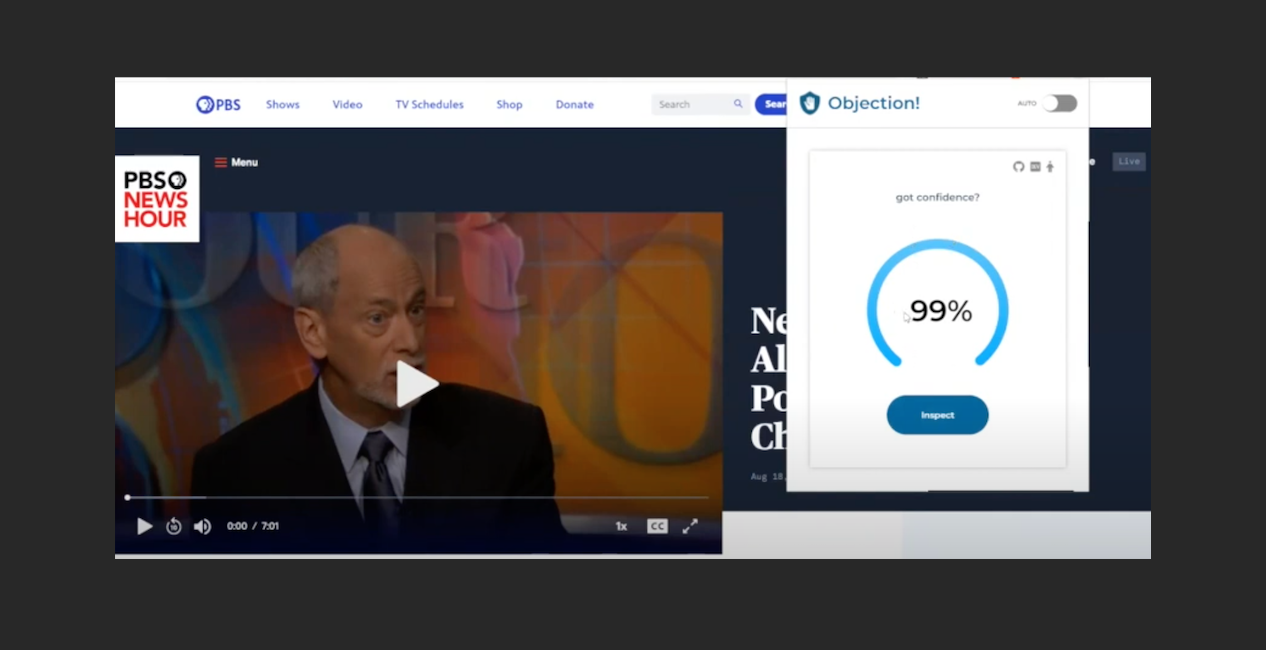 PBS Shows Video TV Schedules Shop Donate Search Sear
Objection! AUTO
PBS
NEWS
HOUR
Menu
Live
got confidence?
99%
Inspect
Ne
Al
Po
Ch
Aug 18,
0:00 / 7:01 1x CC